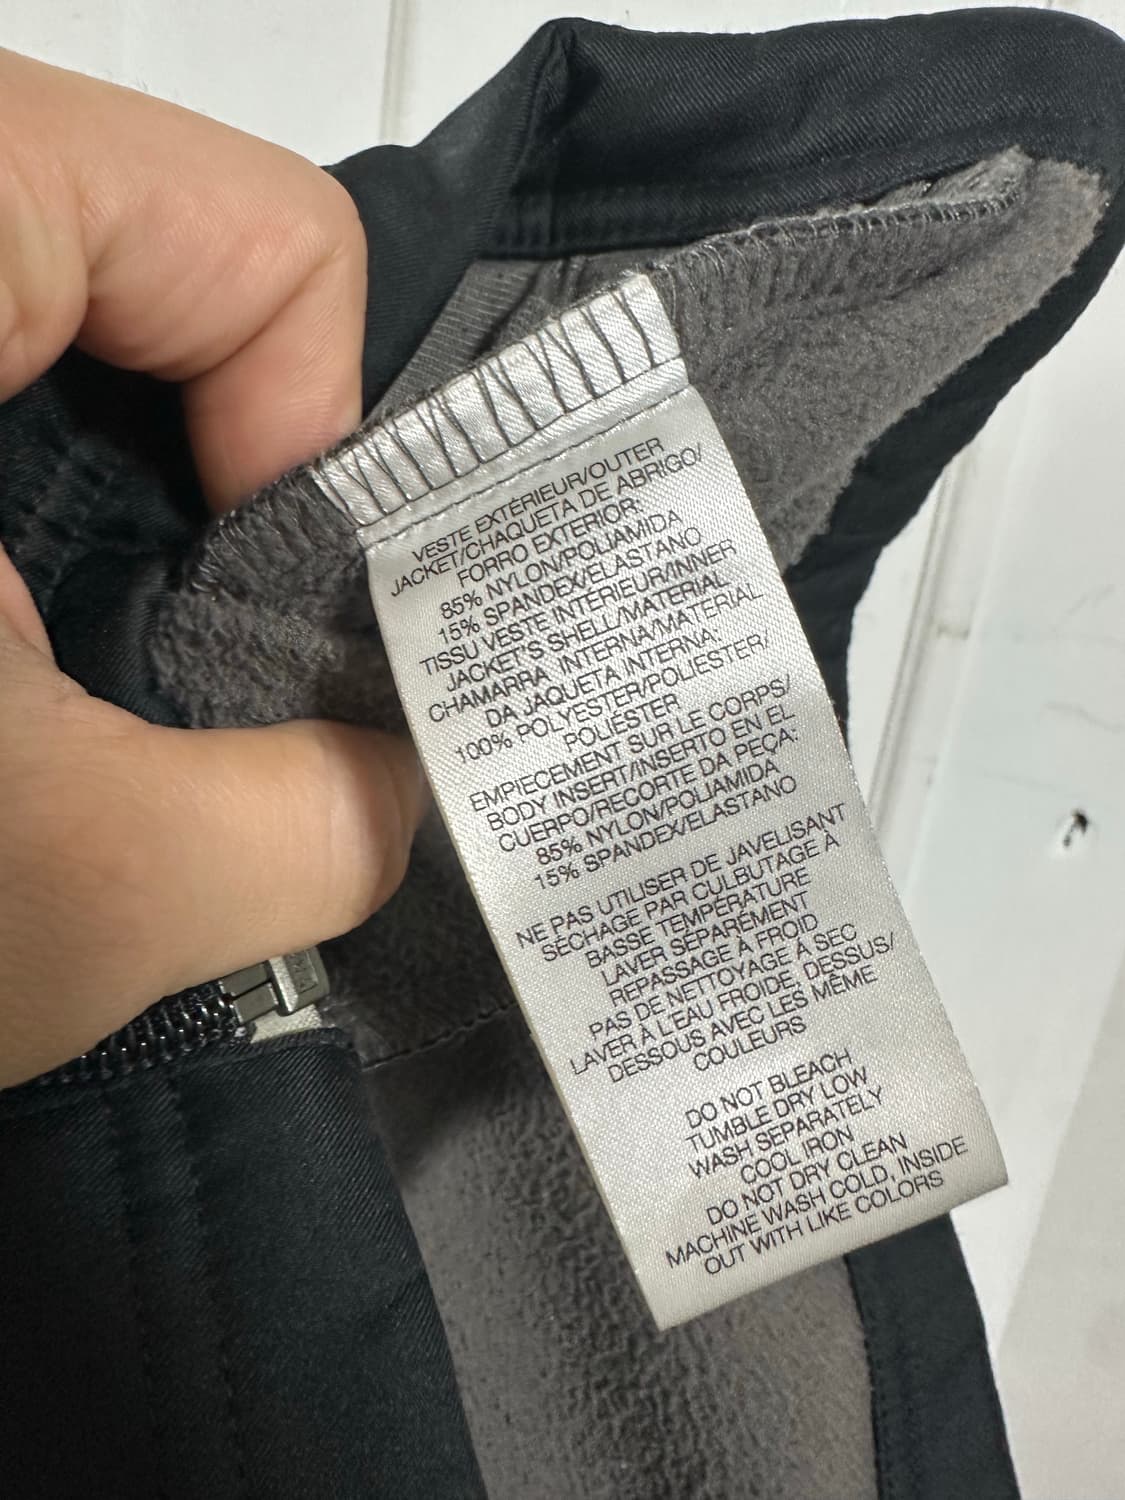 VESTE EXTÉRIEUR/OUTER
JACKET/CHAQUETA DE ABRIGO/
FORRO EXTERIOR:
85% NYLON/POLIAMIDA
15% SPANDEX/ELASTANO
TISSU VESTE INTERIEUR/INNER
JACKET'S SHELL/MATERIAL
CHAMARRA INTERNA/MATERIAL
DA JAQUETA INTERNA:
100% POLYESTER/POLIESTER/
POLIÉSTER
EMPIECEMENT SUR LE CORPS/
BODY INSERT/INSERTO EN EL
CUERPO/RECORTE DA PEÇA:
85% NYLON/POLIAMIDA
15% SPANDEX/ELASTANO
NE PAS UTILISER DE JAVELISANT
SÉCHAGE PAR CULBUTAGE À
BASSE TEMPÉRATURE
LAVER SEPARÉMENT
REPASSAGE À FROID
PAS DE NETTOYAGE À SEC
LAVER À L'EAU FROIDE, DESSUS/
DESSOUS AVEC LES MÊME
COULEURS
DO NOT BLEACH
TUMBLE DRY LOW
WASH SEPARATELY
COOL IRON
DO NOT DRY CLEAN
MACHINE WASH COLD, INSIDE
OUT WITH LIKE COLORS